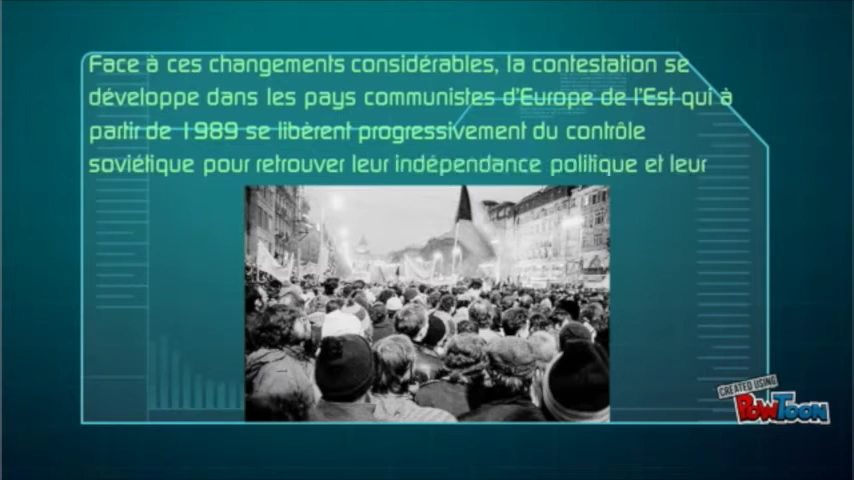 Face à ces changements considérables, la contestation se
développe dans les pays communistes d'Europe de l'Est qui à
partir de 1989 se libèrent progressivement du contrôle
soviétique pour retrouver leur indépendance politique et leur
CREATED USING
POWTOON